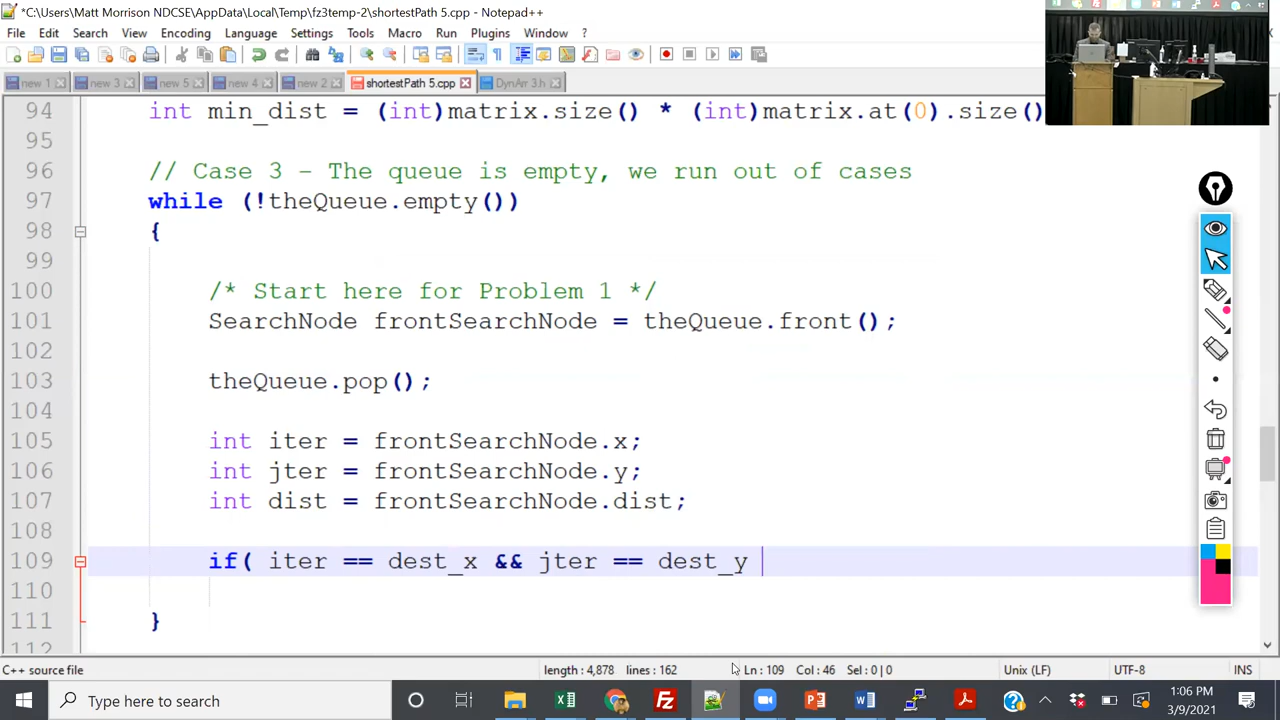 *C:\Users\Matt Morrison NDCSE\AppData\Local\Temp\fz3temp-2\shortestPath 5.cpp - Notepad++
File Edit Search View Encoding Language Settings Tools Macro Run Plugins Window ?
new 1 new 3 new 5 new 4 new 2 shortestPath 5.cpp DynArr 3.h
94 int min_dist = (int)matrix.size() * (int)matrix.at(0).size()
95
96 // Case 3 - The queue is empty, we run out of cases
97 while (!theQueue.empty())
98 {
99
100 /* Start here for Problem 1 */
101 SearchNode frontSearchNode = theQueue.front();
102
103 theQueue.pop();
104
105 int iter = frontSearchNode.x;
106 int jter = frontSearchNode.y;
107 int dist = frontSearchNode.dist;
108
109 if( iter == dest_x && jter == dest_y
110
111 }
112
C++ source file length : 4,878 lines : 162 Ln : 109 Col : 46 Sel : 0 | 0 Unix (LF) UTF-8 INS
Type here to search
1:06 PM
3/9/2021